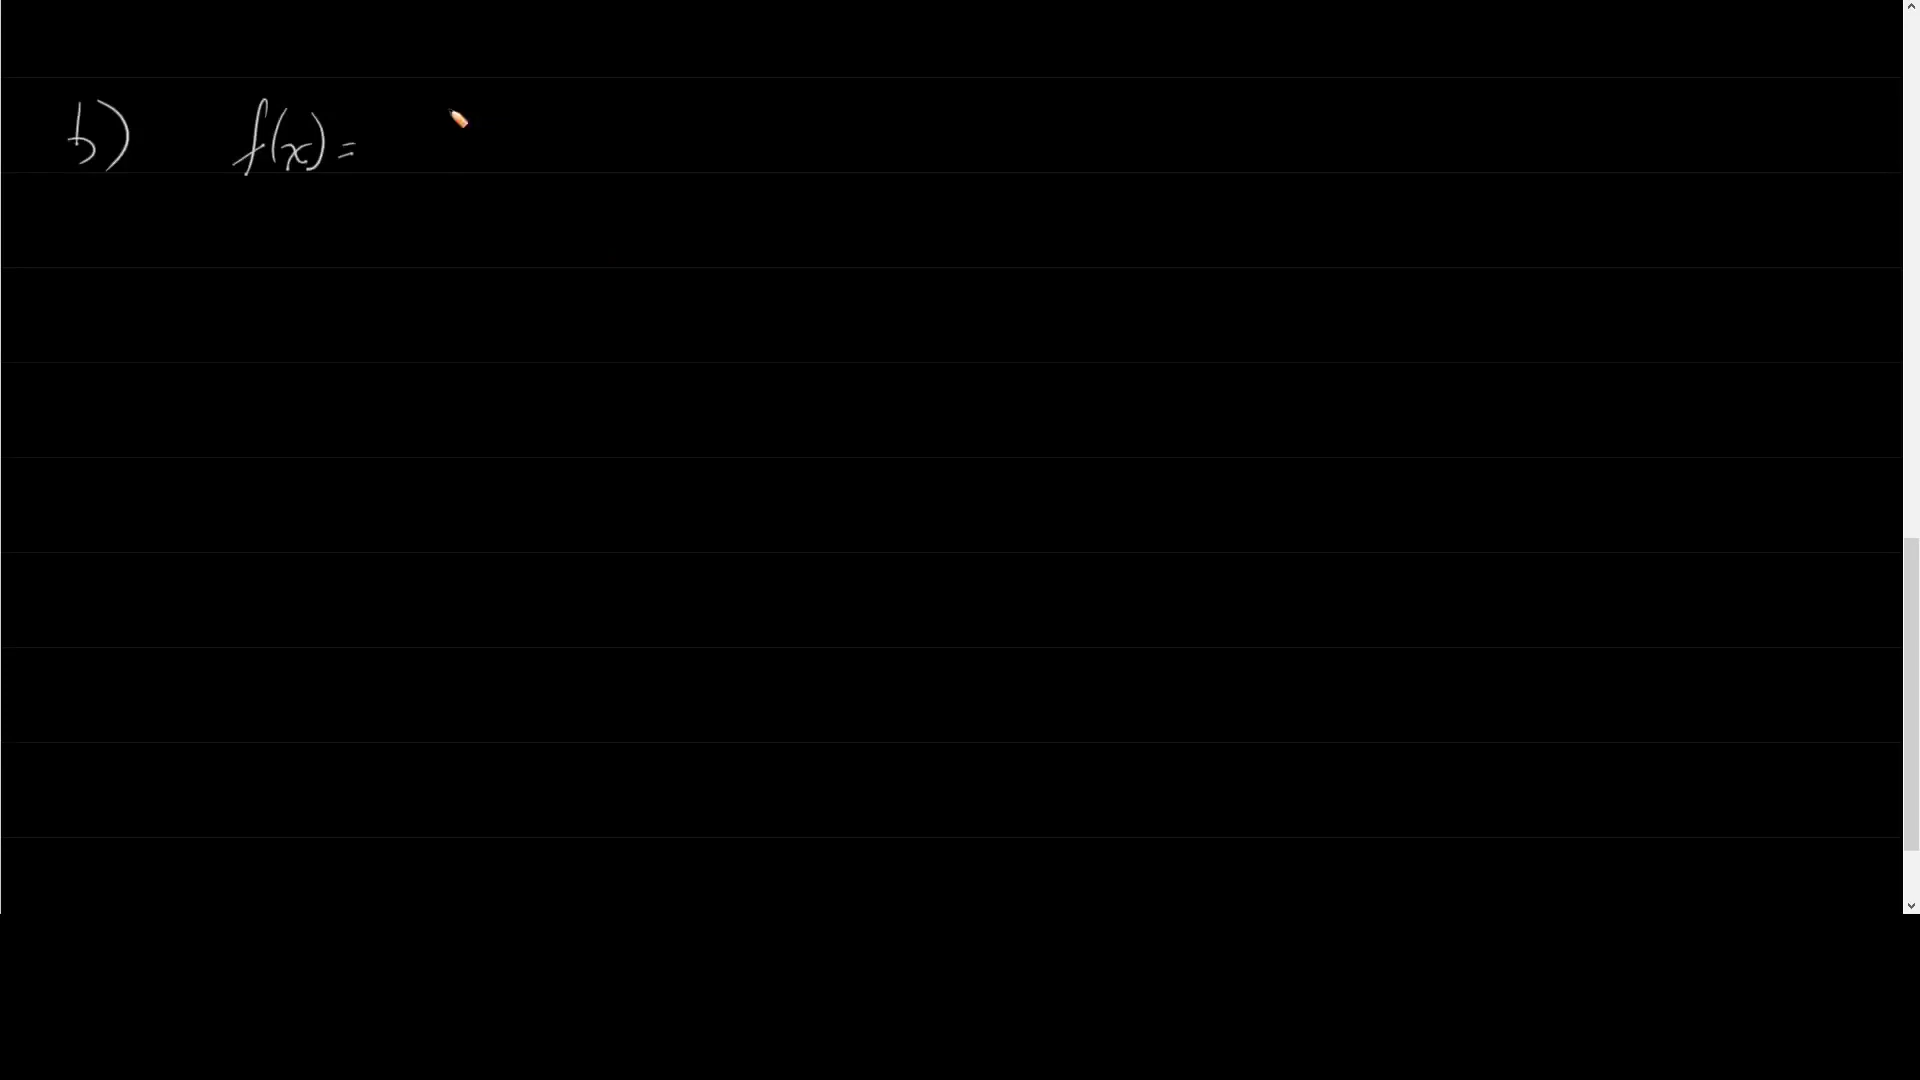 b) f(x) =